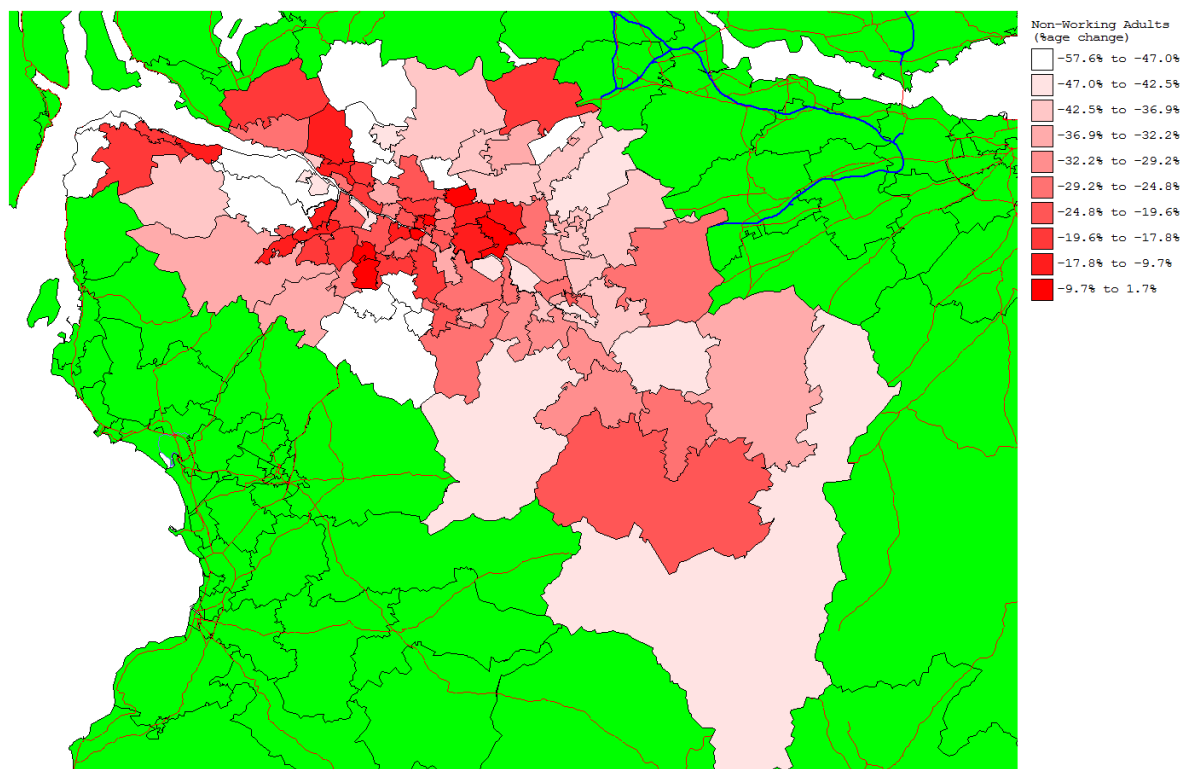 Non-Working Adults
(%age change)
-57.6% to -47.0%
-47.0% to -42.5%
-42.5% to -36.9%
-36.9% to -32.2%
-32.2% to -29.2%
-29.2% to -24.8%
-24.8% to -19.6%
-19.6% to -17.8%
-17.8% to -9.7%
-9.7% to 1.7%